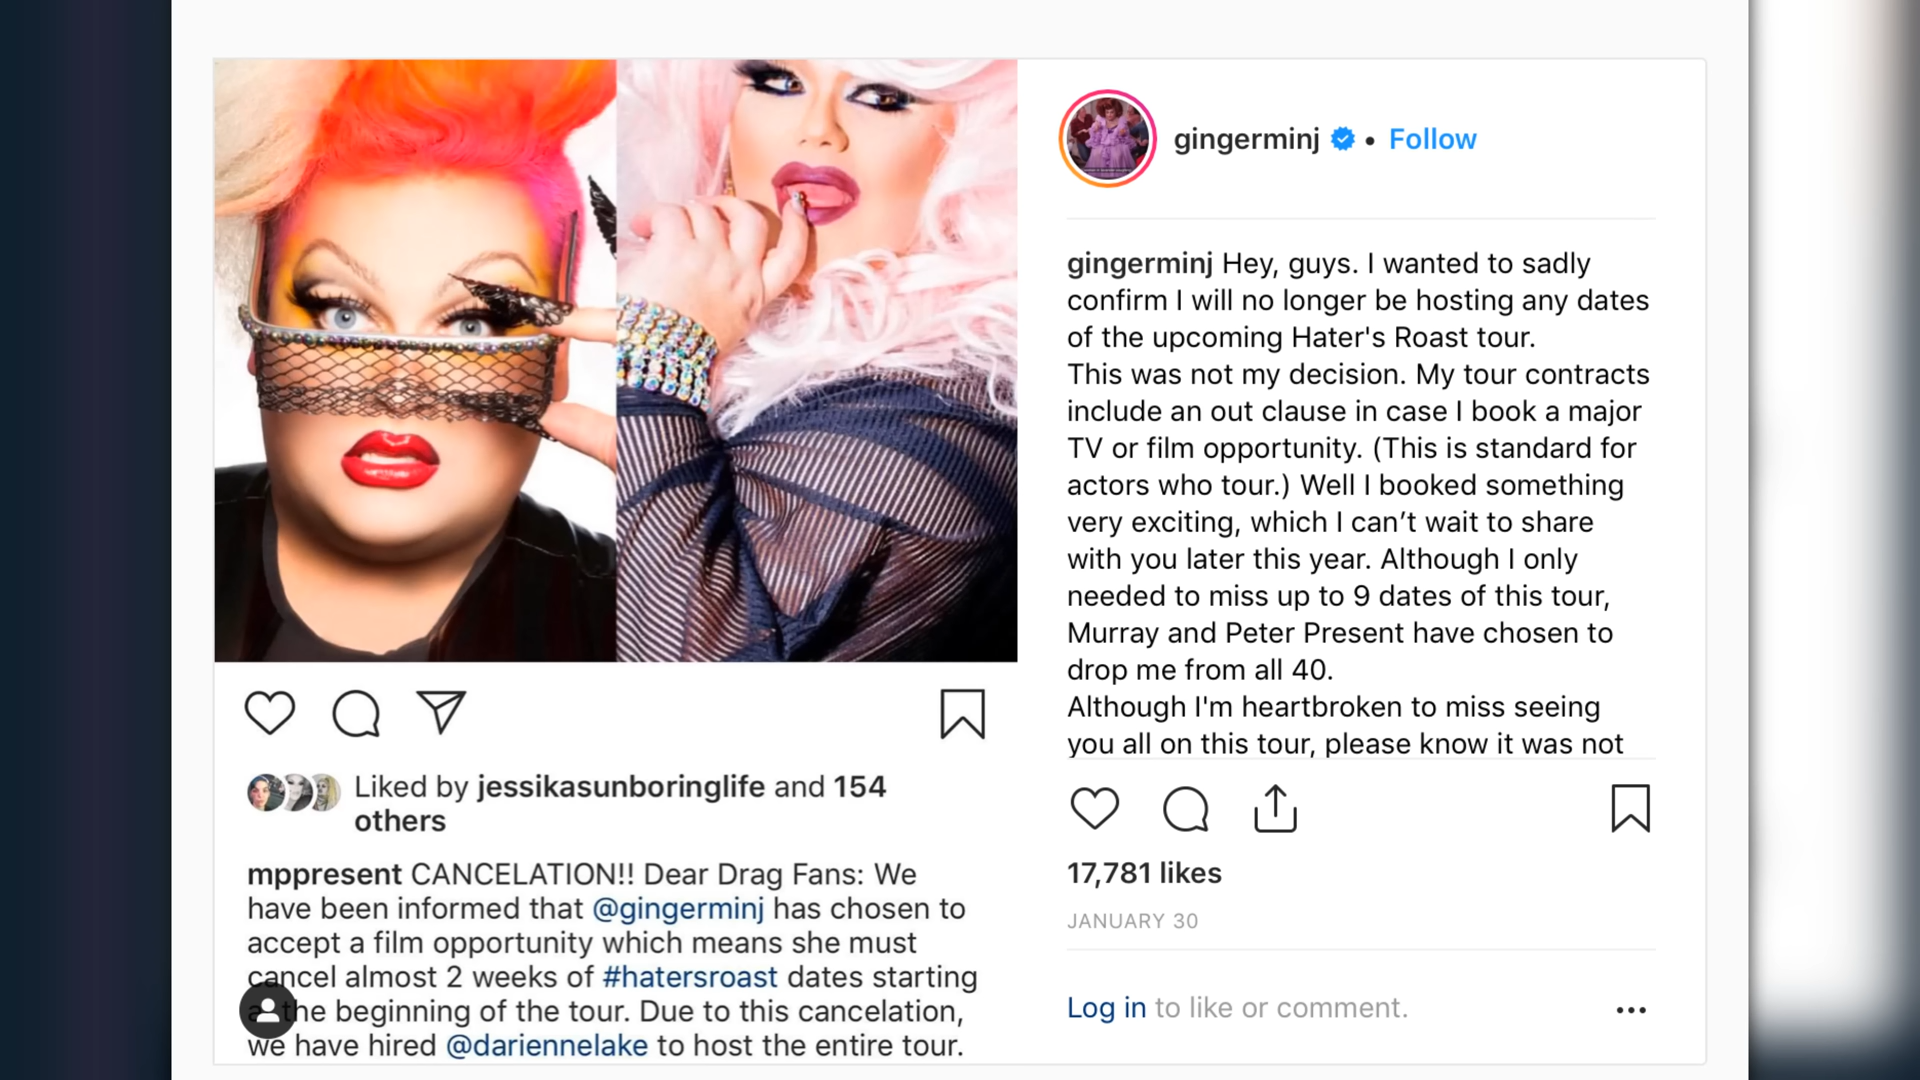 gingerminj • Follow
gingerminj Hey, guys. I wanted to sadly
confirm I will no longer be hosting any dates
of the upcoming Hater's Roast tour.
This was not my decision. My tour contracts
include an out clause in case I book a major
TV or film opportunity. (This is standard for
actors who tour.) Well I booked something
very exciting, which I can’t wait to share
with you later this year. Although I only
needed to miss up to 9 dates of this tour,
Murray and Peter Present have chosen to
drop me from all 40.
Although I'm heartbroken to miss seeing
you all on this tour, please know it was not
17,781 likes
JANUARY 30
Log in to like or comment.
Liked by jessikasunboringlife and 154
others
mppresent CANCELATION!! Dear Drag Fans: We
have been informed that @gingerminj has chosen to
accept a film opportunity which means she must
cancel almost 2 weeks of #hatersroast dates starting
the beginning of the tour. Due to this cancelation,
we have hired @dariennelake to host the entire tour.